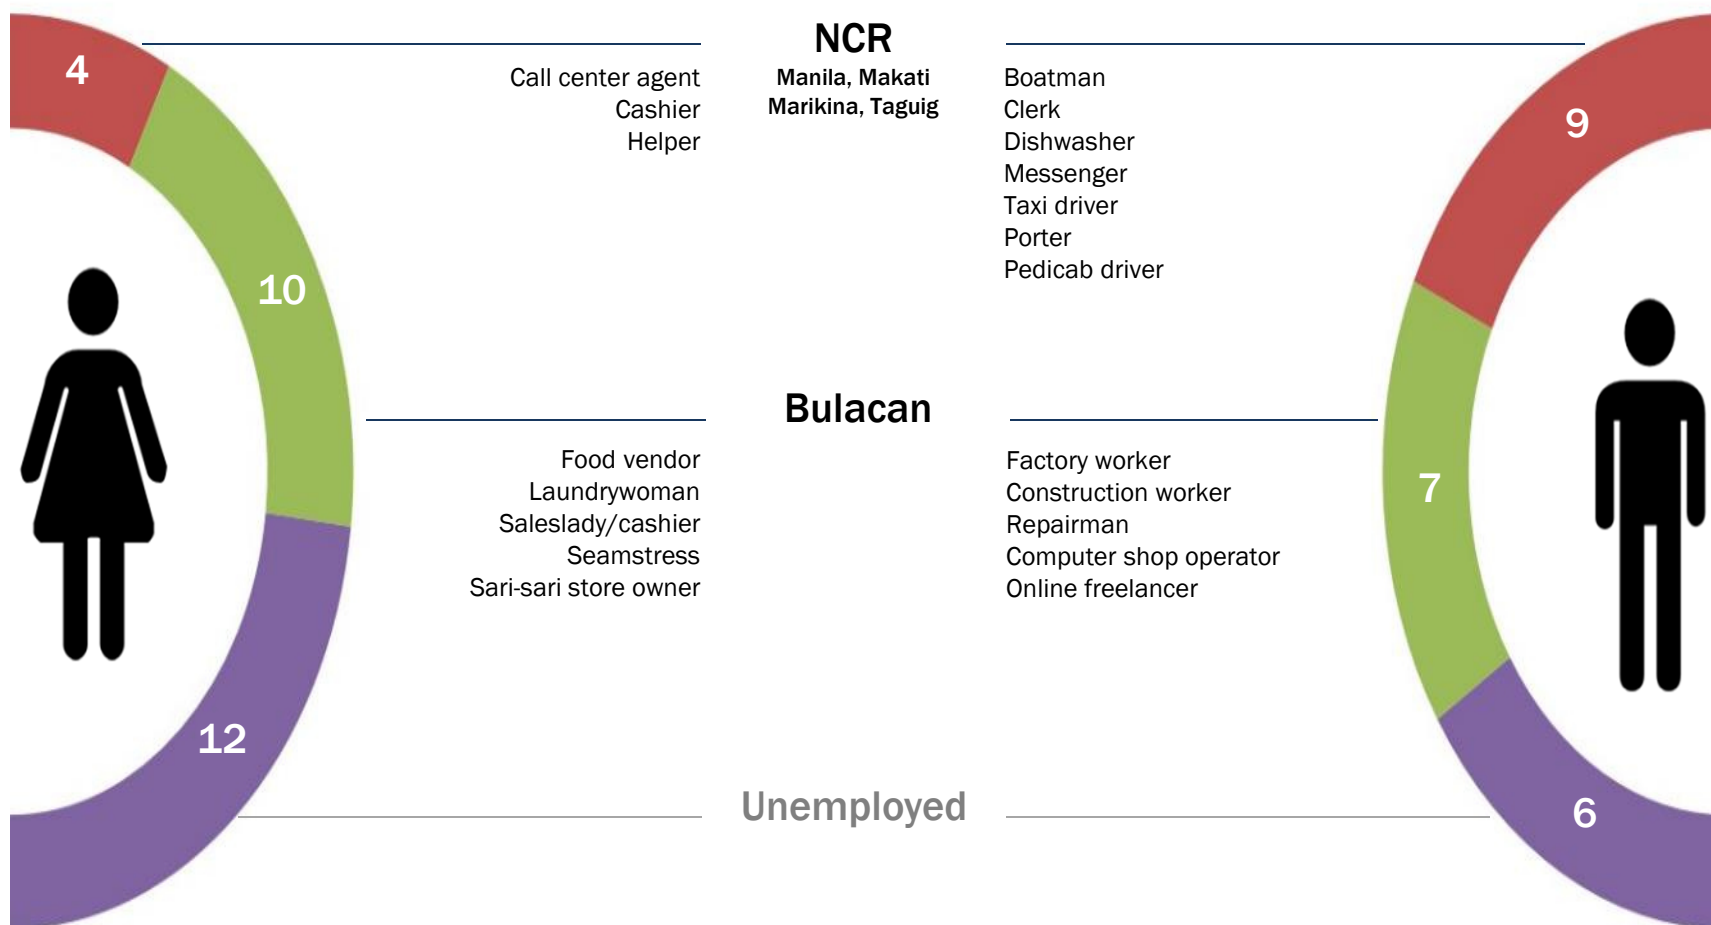 NCR
Manila, Makati
Marikina, Taguig
4
Call center agent
Cashier
Helper
Boatman
Clerk
Dishwasher
Messenger
Taxi driver
Porter
Pedicab driver
9
10
Bulacan
Food vendor
Laundrywoman
Saleslady/cashier
Seamstress
Sari-sari store owner
Factory worker
Construction worker
Repairman
Computer shop operator
Online freelancer
7
12
Unemployed
6